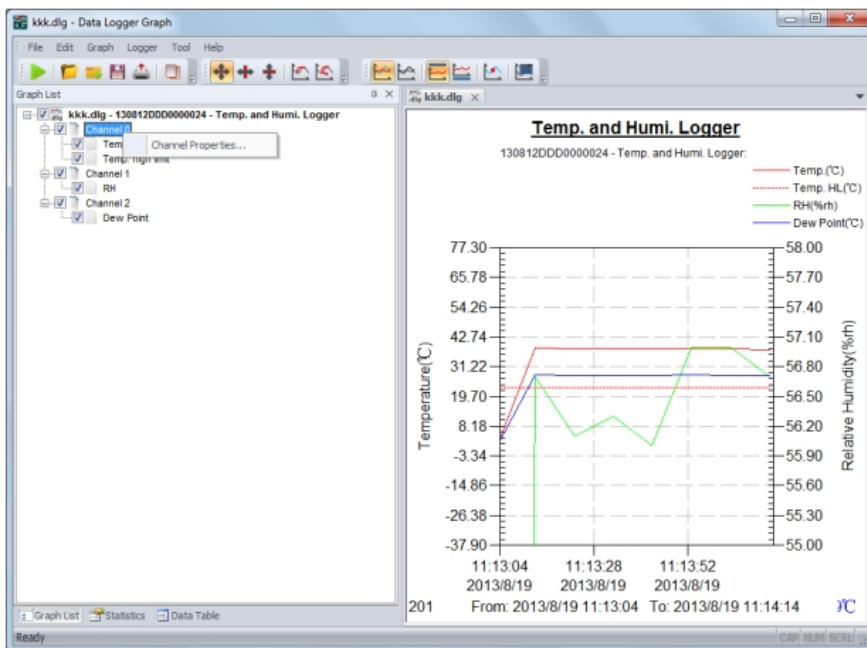 kkk.dlg - Data Logger Graph
File Edit Graph Logger Tool Help
Graph List
kkk.dlg - 130812DDD0000024 - Temp. and Humi. Logger
Channel 0
Tem
Channel Properties...
Temp. high limit
Channel 1
RH
Channel 2
Dew Point
Graph List Statistics Data Table
Ready
kkk.dlg
Temp. and Humi. Logger
130812DDD0000024 - Temp. and Humi. Logger:
Temp.(℃)
Temp. HL(℃)
RH(%rh)
Dew Point(℃)
Temperature(℃)
77.30
65.78
54.26
42.74
31.22
19.70
8.18
-3.34
-14.86
-26.38
-37.90
58.00
57.70
57.40
57.10
56.80
56.50
56.20
55.90
55.60
55.30
55.00
Relative Humidity(%rh)
11:13:04 11:13:28 11:13:52
2013/8/19 2013/8/19 2013/8/19
201 From: 2013/8/19 11:13:04 To: 2013/8/19 11:14:14 9℃
CAP NUM SCRL